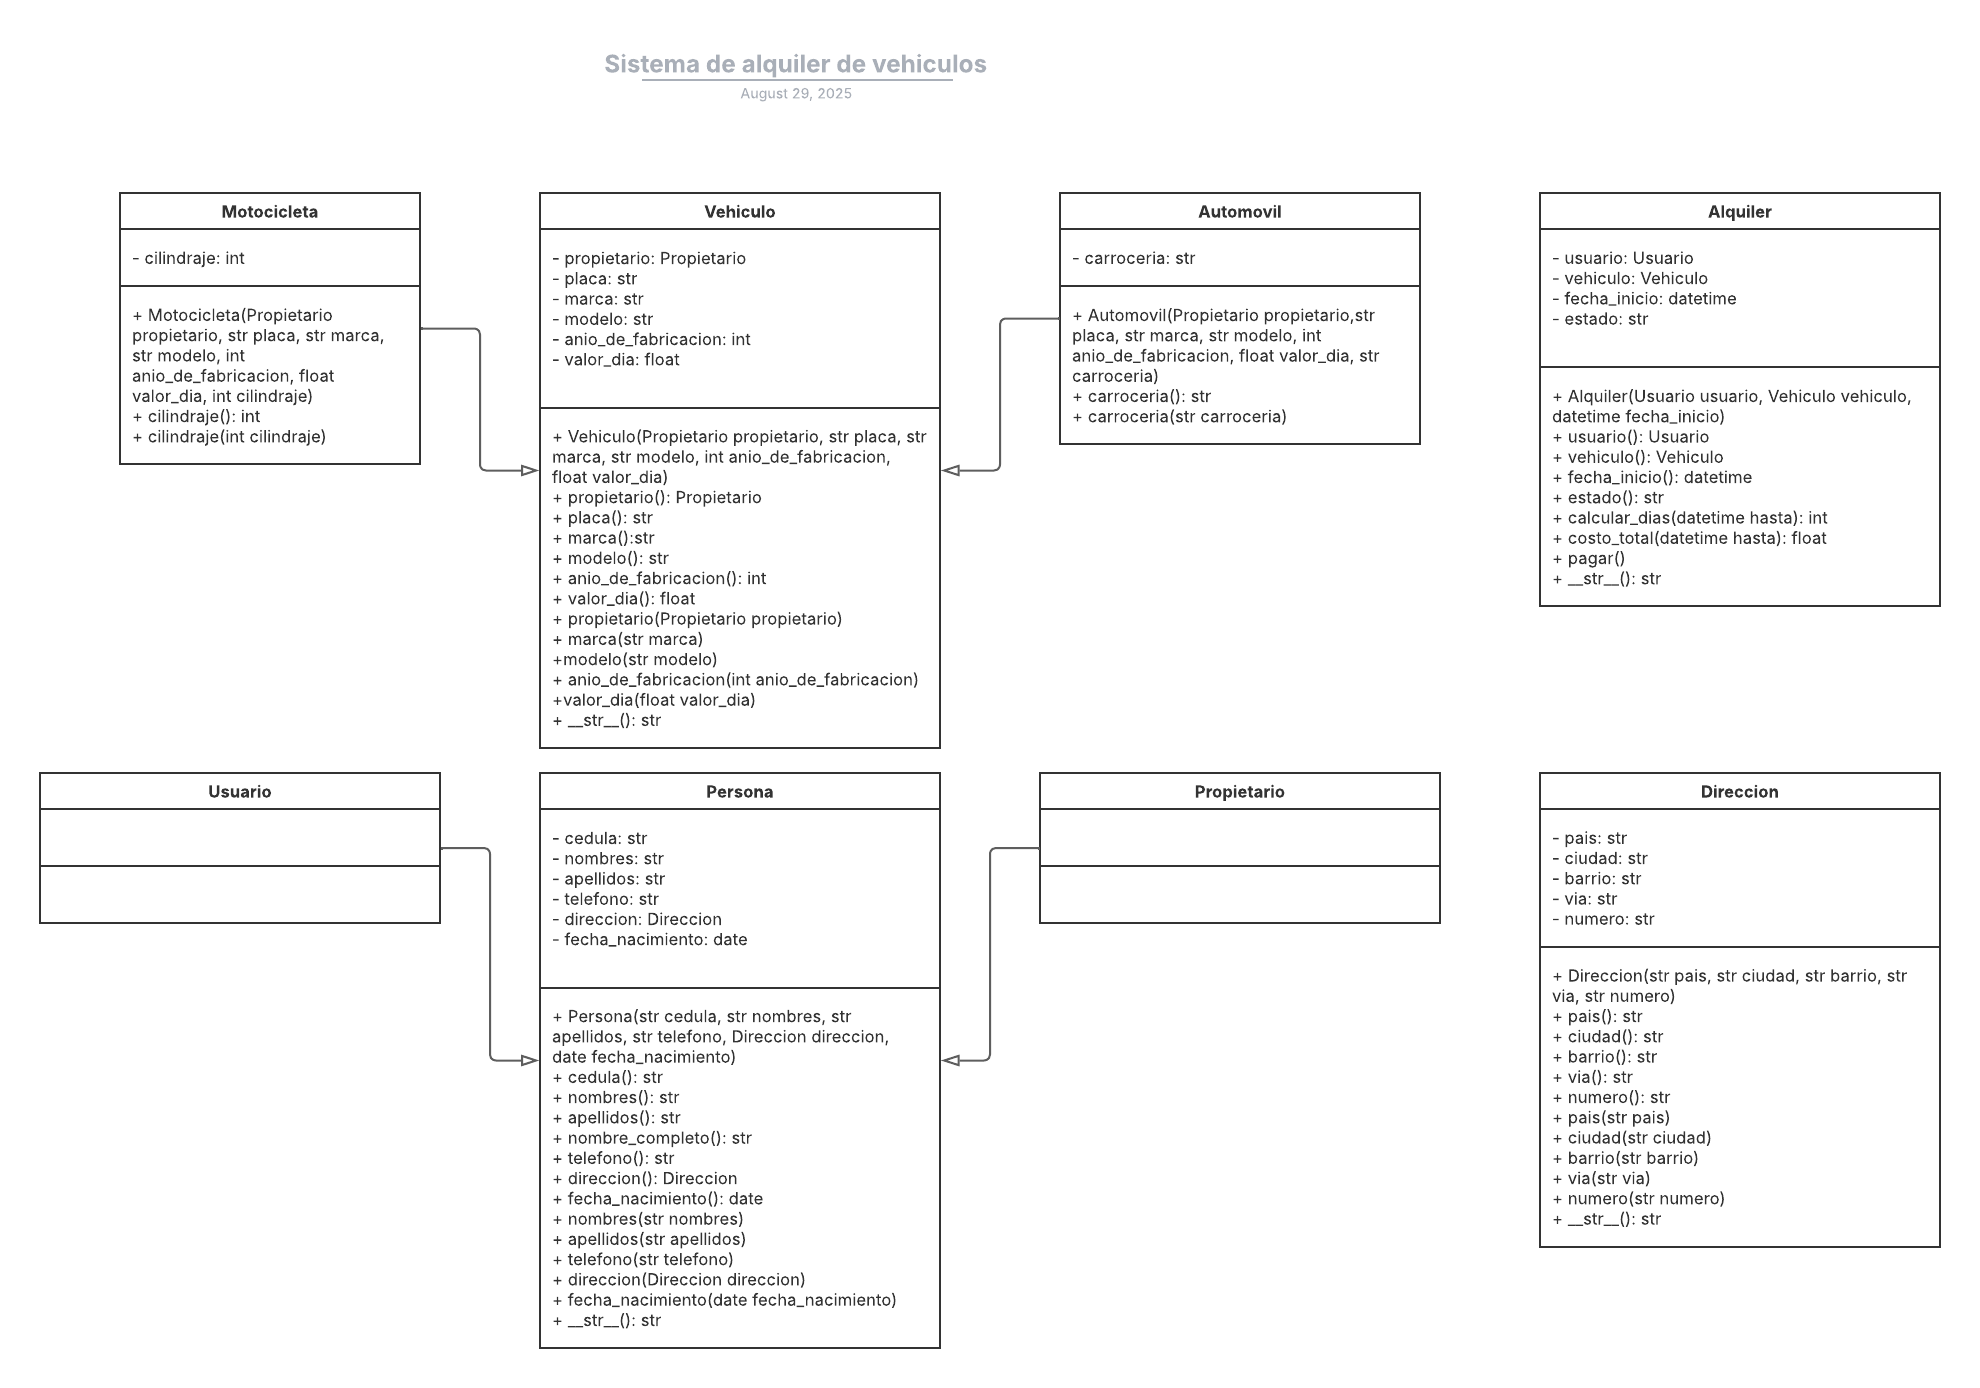 Sistema de alquiler de vehiculos
August 29, 2025
Motocicleta
- cilindraje: int
+ Motocicleta(Propietario
propietario, str placa, str marca,
str modelo, int
anio_de_fabricacion, float
valor_dia, int cilindraje)
+ cilindraje(): int
+ cilindraje(int cilindraje)
Vehiculo
- propietario: Propietario
- placa: str
- marca: str
- modelo: str
- anio_de_fabricacion: int
- valor_dia: float
+ Vehiculo(Propietario propietario, str placa, str
marca, str modelo, int anio_de_fabricacion,
float valor_dia)
+ propietario(): Propietario
+ placa(): str
+ marca():str
+ modelo(): str
+ anio_de_fabricacion(): int
+ valor_dia(): float
+ propietario(Propietario propietario)
+ marca(str marca)
+modelo(str modelo)
+ anio_de_fabricacion(int anio_de_fabricacion)
+valor_dia(float valor_dia)
+ __str__(): str
Automovil
- carroceria: str
+ Automovil(Propietario propietario,str
placa, str marca, str modelo, int
anio_de_fabricacion, float valor_dia, str
carroceria)
+ carroceria(): str
+ carroceria(str carroceria)
Alquiler
- usuario: Usuario
- vehiculo: Vehiculo
- fecha_inicio: datetime
- estado: str
+ Alquiler(Usuario usuario, Vehiculo vehiculo,
datetime fecha_inicio)
+ usuario(): Usuario
+ vehiculo(): Vehiculo
+ fecha_inicio(): datetime
+ estado(): str
+ calcular_dias(datetime hasta): int
+ costo_total(datetime hasta): float
+ pagar()
+ __str__(): str
Usuario
Persona
- cedula: str
- nombres: str
- apellidos: str
- telefono: str
- direccion: Direccion
- fecha_nacimiento: date
+ Persona(str cedula, str nombres, str
apellidos, str telefono, Direccion direccion,
date fecha_nacimiento)
+ cedula(): str
+ nombres(): str
+ apellidos(): str
+ nombre_completo(): str
+ telefono(): str
+ direccion(): Direccion
+ fecha_nacimiento(): date
+ nombres(str nombres)
+ apellidos(str apellidos)
+ telefono(str telefono)
+ direccion(Direccion direccion)
+ fecha_nacimiento(date fecha_nacimiento)
+ __str__(): str
Propietario
Direccion
- pais: str
- ciudad: str
- barrio: str
- via: str
- numero: str
+ Direccion(str pais, str ciudad, str barrio, str
via, str numero)
+ pais(): str
+ ciudad(): str
+ barrio(): str
+ via(): str
+ numero(): str
+ pais(str pais)
+ ciudad(str ciudad)
+ barrio(str barrio)
+ via(str via)
+ numero(str numero)
+ __str__(): str